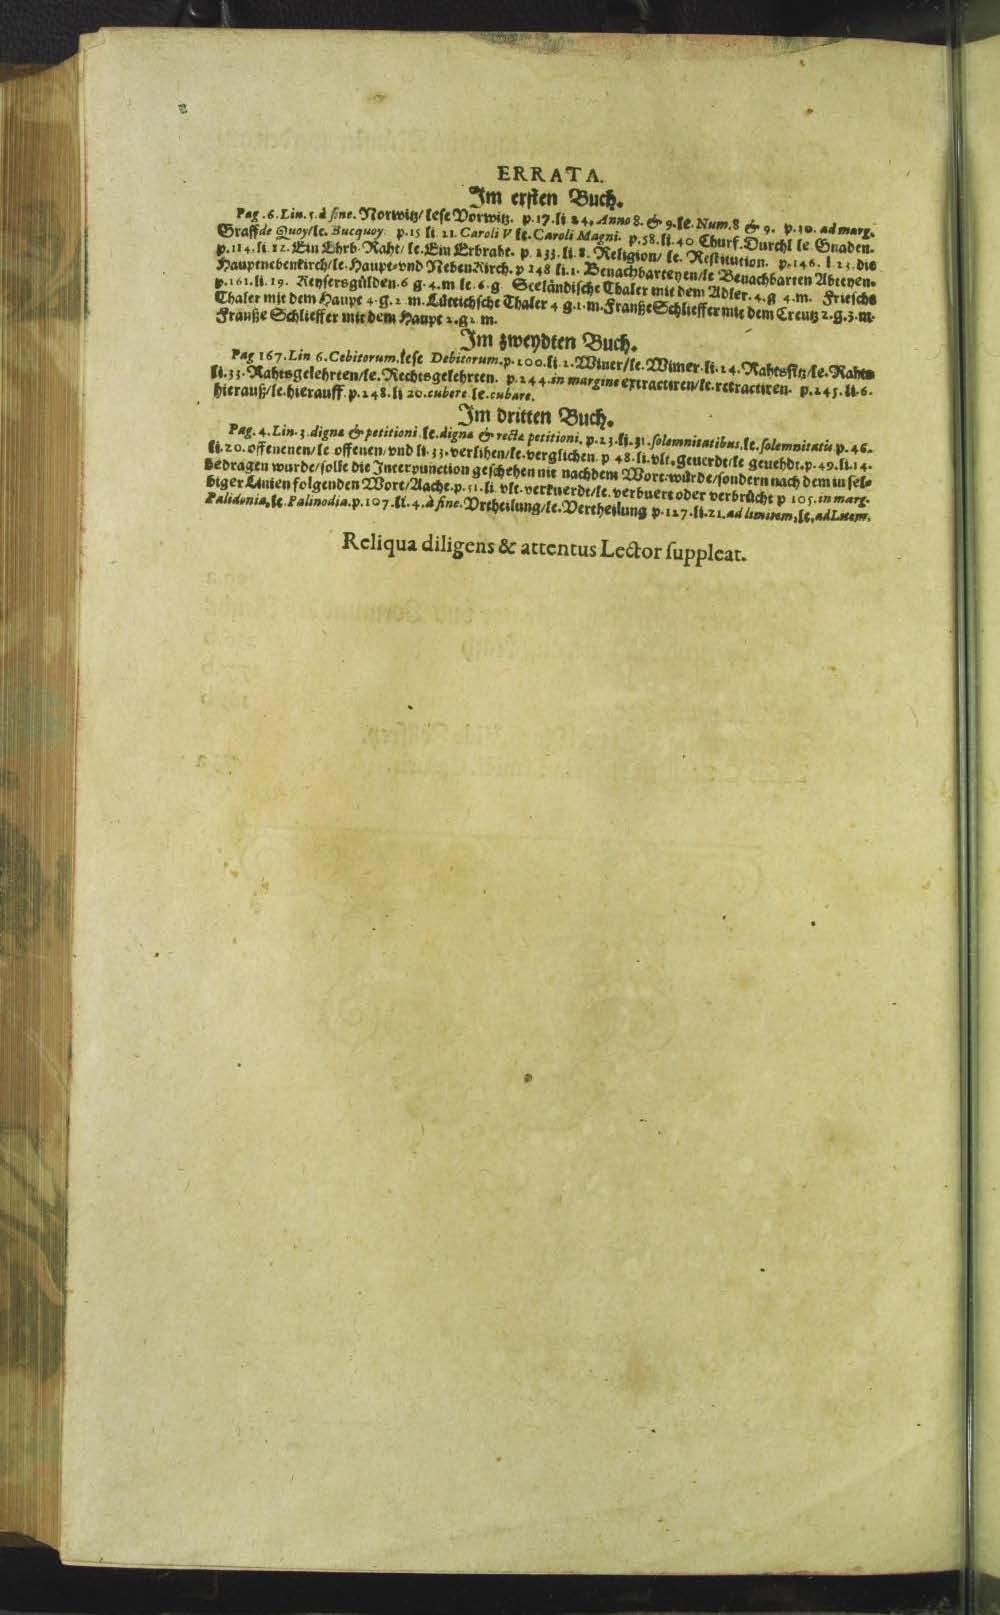 ERRATA.
Im ersten Buch.
Pag. 6. Lin. 5. à fine. Norwitz/ lese Vorwitz. p. 17. li 24. Anno 8. & 9. le. Num. 8 & 9. p. 10. ad marg.
Graff de Quoy/le. Bucquoy. p. 15 li. 21. Caroli V le. Caroli Magni. p. 58. li. 40 Churf. Durchl le Gnaden.
p. 114. li 12. Ein Ehrb. Raht/ le. Ein Erbraht. p. 133. li. 8. Religion/ le. Restitution. p. 146. l 23. die
Hauptnebenkirch/le. Haupt-vnd NebenKirch. p 148 li. 1. Benachbarteyen/le Benachbarten Abteyen.
p. 161. li. 19. Keysersgülden. 6 g. 4. m le. 6. g Seeländische Thaler mit dem Adler. 4. g 4. m. Friesche
Thaler mit dem Haupt 4. g. 2 m. Lüttichsche Thaler 4 g. 1. m. Franße Schlieffer mit dem Creutz 2. g. 3. m.
Franße Schlieffer mit dem Haupt 2. g 2 m.
Im zweydten Buch.
Pag 167. Lin 6. Cebitorum. lese Debitorum. p. 200. li 2. Winer/le. Wimer. li. 14. Rahtssitz/le. Rahts
li. 33. Rahtsgelehrten/le. Rechtsgelehrten. p. 244. in margine extractiren/le. retractiren. p. 245. li. 6.
hierauß/le. hierauff. p. 248. li 20. cubere le. cubare.
Im dritten Buch.
Pag. 4. Lin. 3. digna & petitioni le. digna & recta petitioni. p. 23. li. 31. solemnitatibus, le. solemnitatis p. 46.
li. 20. offenenen/le offenen/vnd li. 33. verlihen/le. verglichen. p 48. li. vlt. geuerdt/le geuehdt. p. 49. li. 14.
bedragen wurde/solle die Interpunction geschehen nit nachdem Wort: würde/sondern nach dem in sel-
biger Linien folgenden Wort/Aache. p. 51. li. vlt. verkuerdt/le. verbuert oder verbrücht p 105. in marg.
Palidonia, le Palinodia. p. 107. li. 4. à fine. Vrtheilung/le. Vertheilung p. 127. li. 21. ad limitem, le, ad Litem.
Reliqua diligens & attentus Lector suppleat.